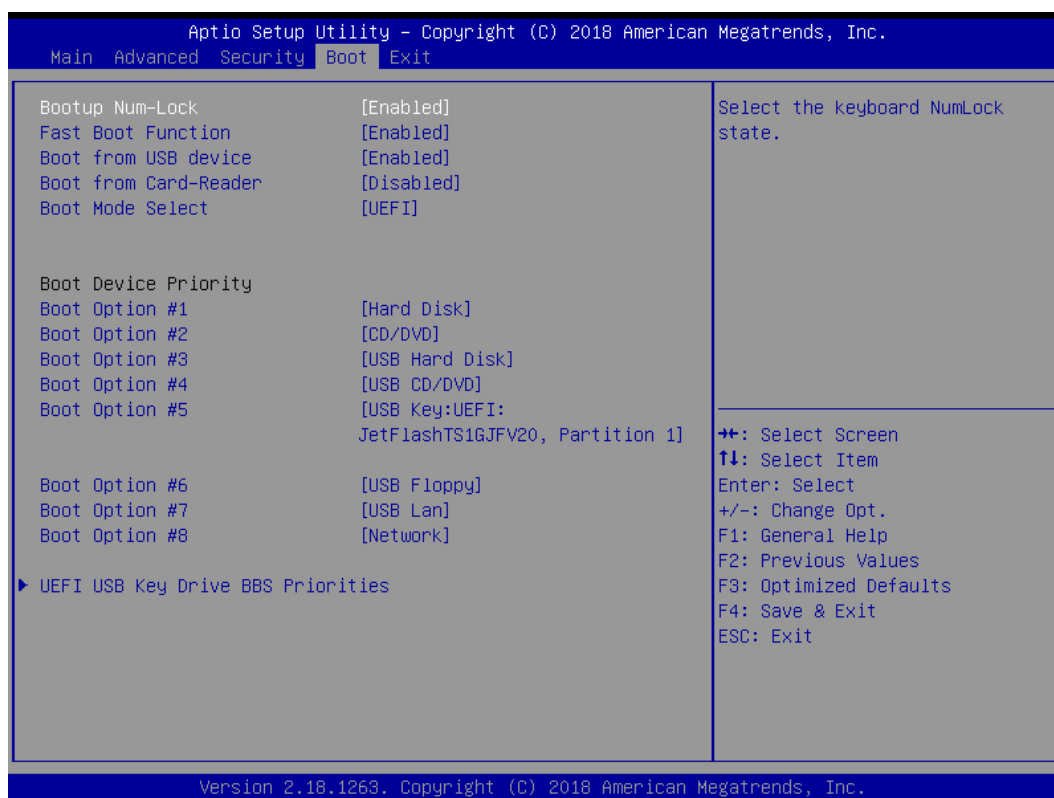 Aptio Setup Utility – Copyright (C) 2018 American Megatrends, Inc.
Main Advanced Security Boot Exit
Bootup Num-Lock [Enabled]
Fast Boot Function [Enabled]
Boot from USB device [Enabled]
Boot from Card-Reader [Disabled]
Boot Mode Select [UEFI]
Boot Device Priority
Boot Option #1 [Hard Disk]
Boot Option #2 [CD/DVD]
Boot Option #3 [USB Hard Disk]
Boot Option #4 [USB CD/DVD]
Boot Option #5 [USB Key:UEFI:
JetFlashTS1GJFV20, Partition 1]
Boot Option #6 [USB Floppy]
Boot Option #7 [USB Lan]
Boot Option #8 [Network]
▶ UEFI USB Key Drive BBS Priorities
Select the keyboard NumLock
state.
→←: Select Screen
↑↓: Select Item
Enter: Select
+/-: Change Opt.
F1: General Help
F2: Previous Values
F3: Optimized Defaults
F4: Save & Exit
ESC: Exit
Version 2.18.1263. Copyright (C) 2018 American Megatrends, Inc.